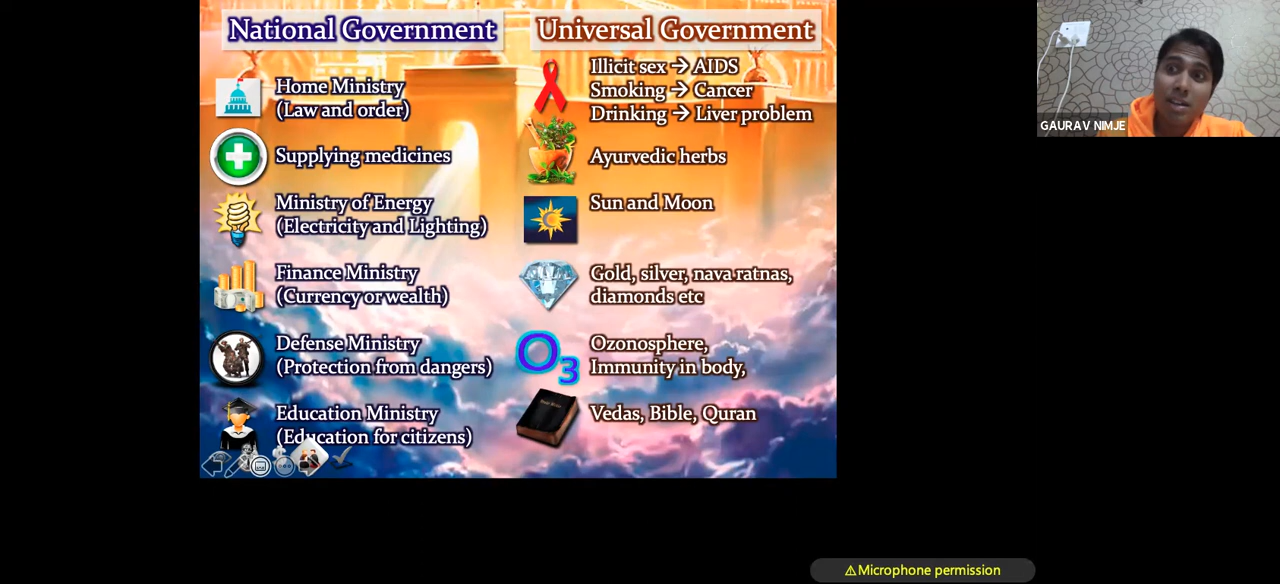 National Government
Universal Government
Home Ministry
(Law and order)
Illicit sex → AIDS
Smoking → Cancer
Drinking → Liver problem
Supplying medicines
Ayurvedic herbs
Ministry of Energy
(Electricity and Lighting)
Sun and Moon
Finance Ministry
(Currency or wealth)
Gold, silver, nava ratnas,
diamonds etc
Defense Ministry
(Protection from dangers)
O3
Ozonosphere,
Immunity in body,
Education Ministry
(Education for citizens)
Vedas, Bible, Quran
GAURAV NIMJE
⚠Microphone permission